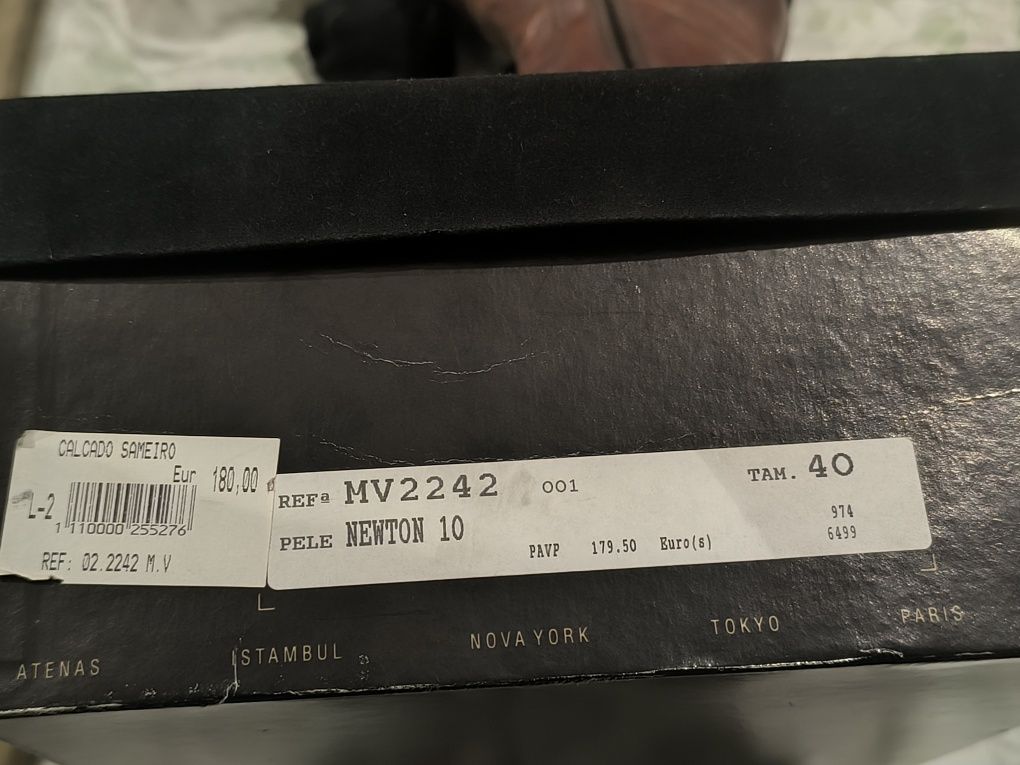 CALCADO SAMEIRO
Eur 180,00
L-2
1 110000 255276
REF: 02.2242 M.V
REFª MV2242 001 TAM. 40
PELE NEWTON 10 974
PAVP 179.50 Euro(s) 6499
ATENAS ISTAMBUL NOVA YORK TOKYO PARIS